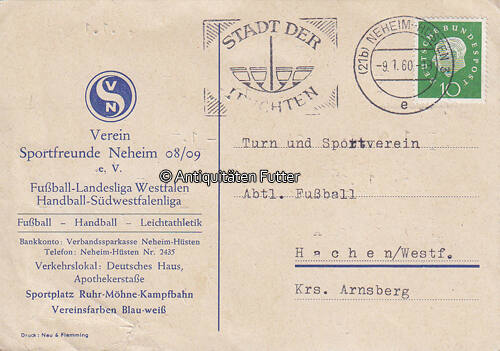 STADT DER
LEUCHTEN
(21b) NEHEIM-HÜSTEN
-9.1.60.
e
DEUTSCHE BUNDESPOST
10
V S N
Verein
Sportfreunde Neheim 08/09
e. V.
Fußball-Landesliga Westfalen
Handball-Südwestfalenliga
Fußball – Handball – Leichtathletik
Bankkonto: Verbandssparkasse Neheim-Hüsten
Telefon: Neheim-Hüsten Nr. 2435
Verkehrslokal: Deutsches Haus,
Apothekerstaße
Sportplatz Ruhr-Möhne-Kampfbahn
Vereinsfarben Blau-weiß
Druck: Neu & Flemming
Turn und Sportverein
© Antiquitäten Futter
Abtl. Fußball
Hachen/Westf.
Krs. Arnsberg